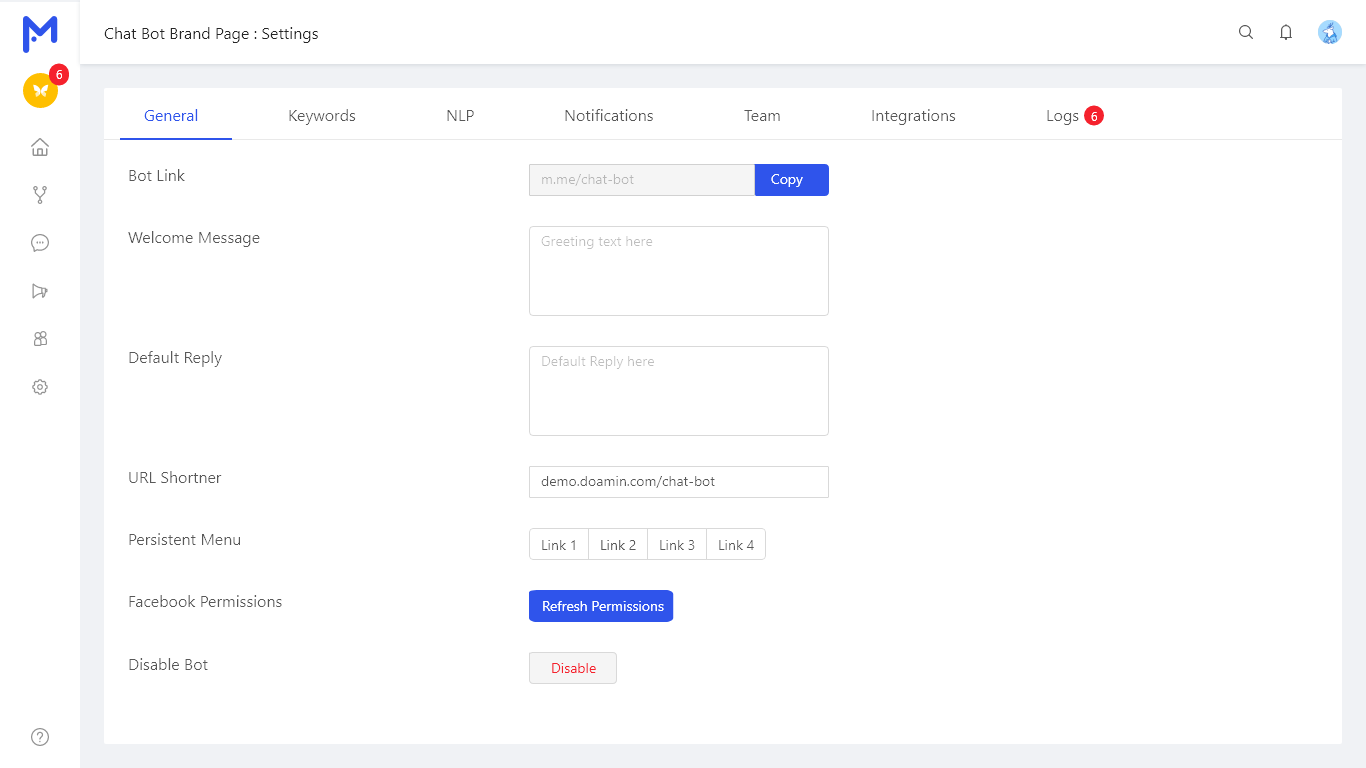 Chat Bot Brand Page : Settings
6
General Keywords NLP Notifications Team Integrations Logs 6
Bot Link m.me/chat-bot Copy
Welcome Message Greeting text here
Default Reply Default Reply here
URL Shortner demo.doamin.com/chat-bot
Persistent Menu Link 1 Link 2 Link 3 Link 4
Facebook Permissions Refresh Permissions
Disable Bot Disable